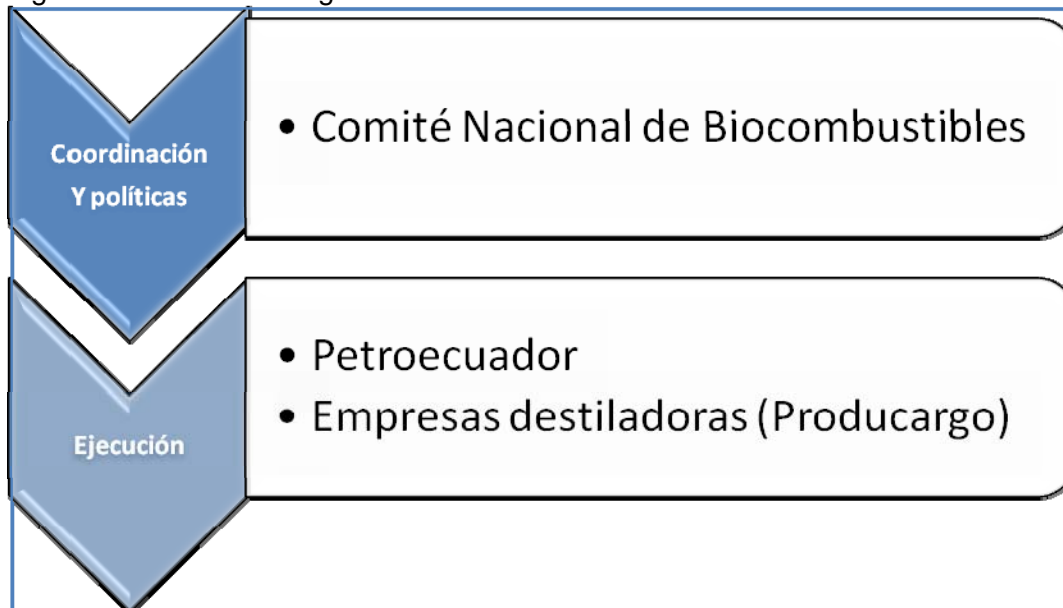 Coordinación
Y políticas
• Comité Nacional de Biocombustibles
Ejecución
• Petroecuador
• Empresas destiladoras (Producargo)